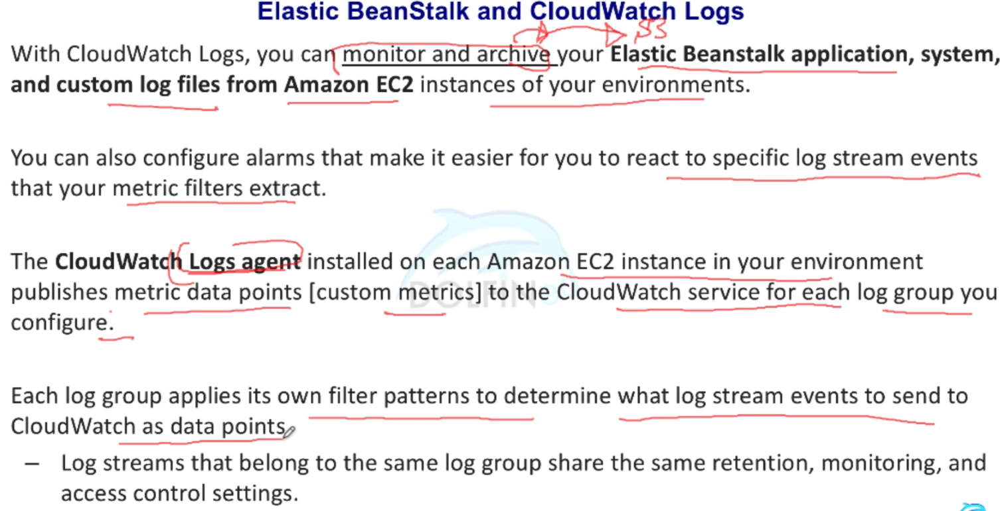 Elastic BeanStalk and CloudWatch Logs
S3
With CloudWatch Logs, you can monitor and archive your Elastic Beanstalk application, system,
and custom log files from Amazon EC2 instances of your environments.
You can also configure alarms that make it easier for you to react to specific log stream events
that your metric filters extract.
The CloudWatch Logs agent installed on each Amazon EC2 instance in your environment
publishes metric data points [custom metrics] to the CloudWatch service for each log group you
configure.
DOLFIN
Each log group applies its own filter patterns to determine what log stream events to send to
CloudWatch as data points.
– Log streams that belong to the same log group share the same retention, monitoring, and
access control settings.